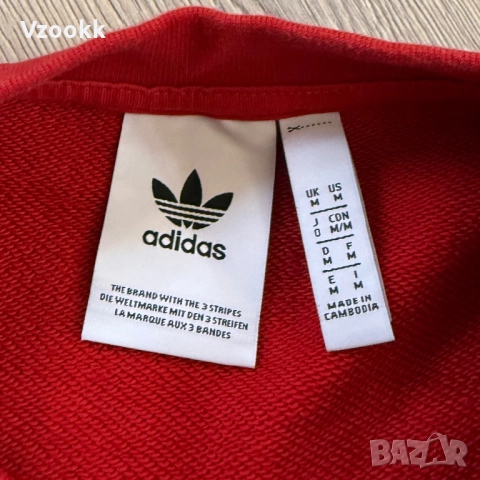 Vzookk
adidas
THE BRAND WITH THE 3 STRIPES
DIE WELTMARKE MIT DEN 3 STREIFEN
LA MARQUE AUX 3 BANDES
UK US
M M
J CDN
O M/M
D F
M M
E I
M M
MADE IN
CAMBODIA
BAZAR